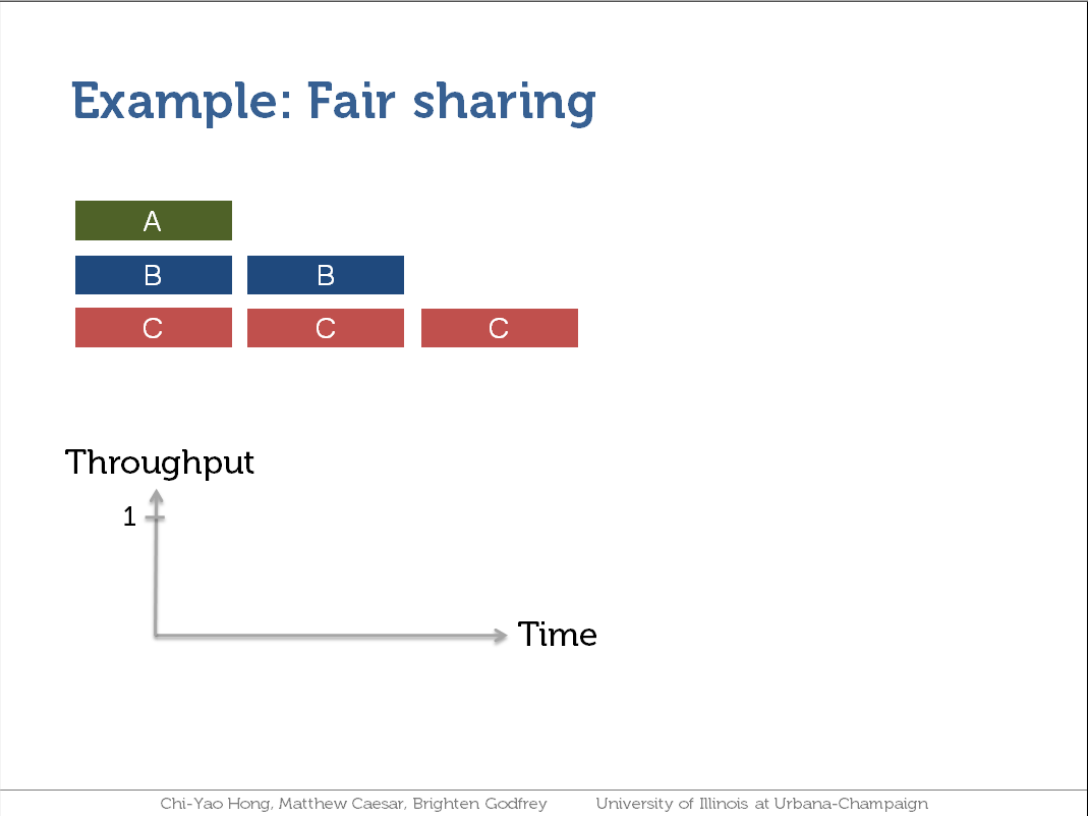 Example: Fair sharing
A
B B
C C C
Throughput
1
Time
Chi-Yao Hong, Matthew Caesar, Brighten Godfrey University of Illinois at Urbana-Champaign